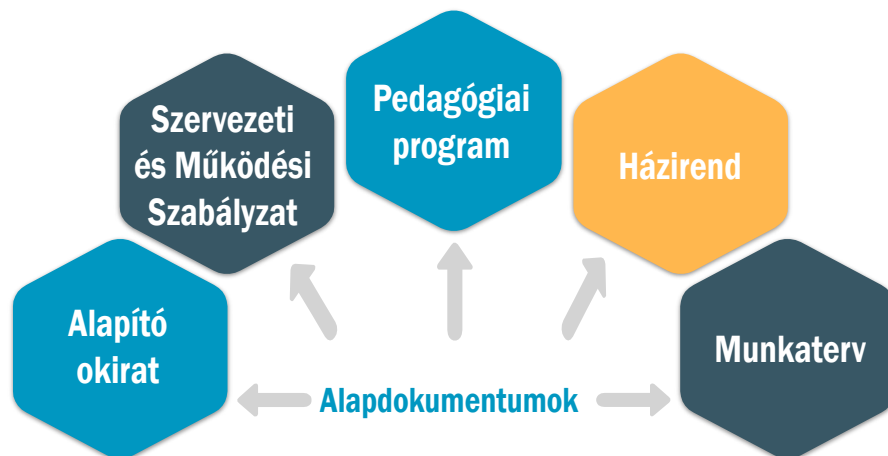 Pedagógiai
program
Szervezeti
és Működési
Szabályzat
Házirend
Alapító
okirat
Munkaterv
Alapdokumentumok